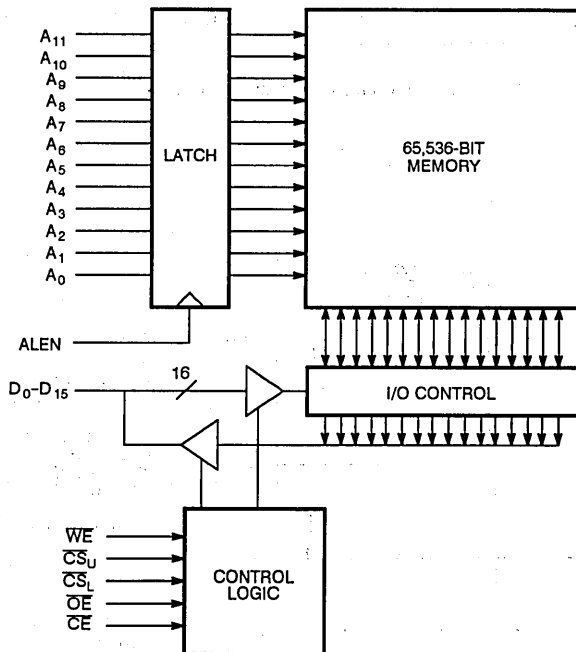 A11
A10
A9
A8
A7
A6
A5
A4
A3
A2
A1
A0
LATCH
65,536-BIT
MEMORY
ALEN
D0–D15
16
I/O CONTROL
WE
CSU
CSL
OE
CE
CONTROL
LOGIC